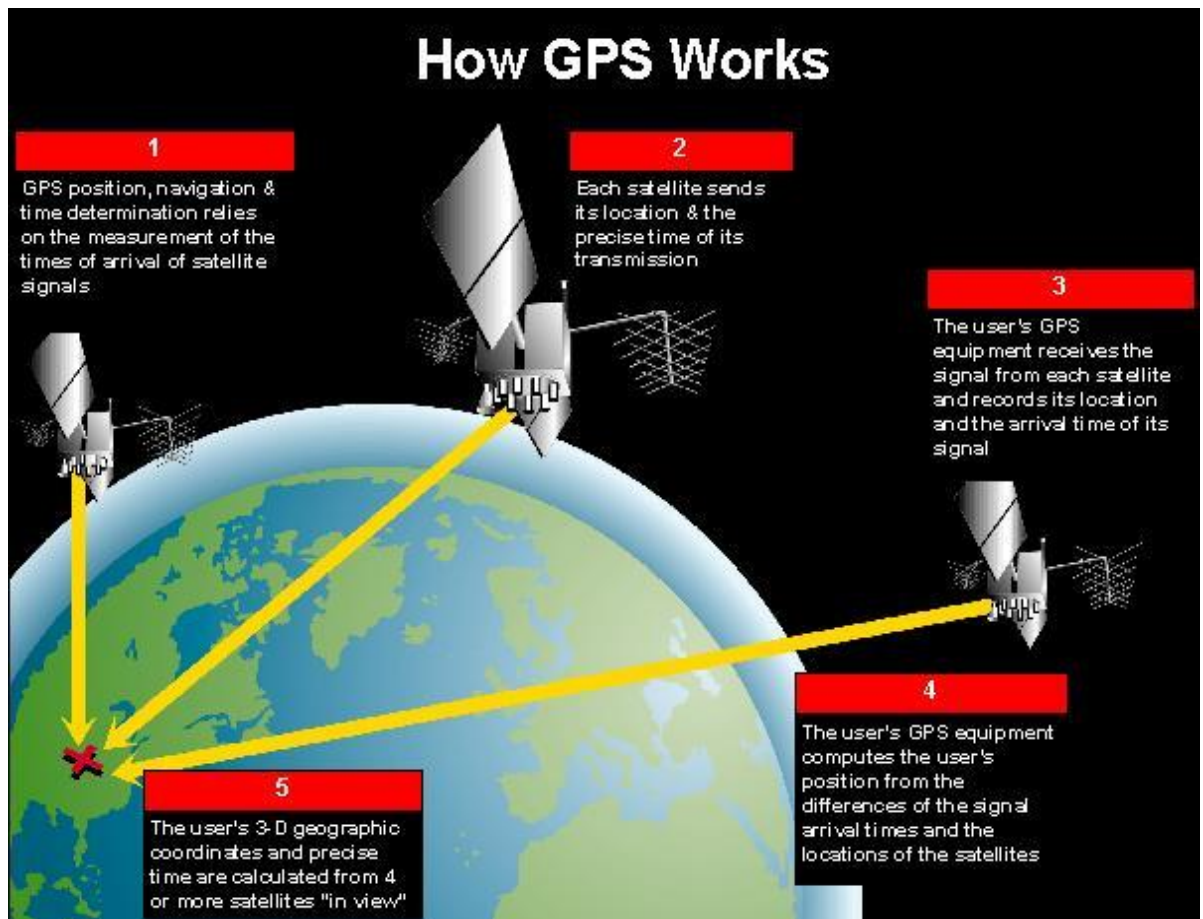 How GPS Works
1
GPS position, navigation &
time determination relies
on the measurement of the
times of arrival of satellite
signals
2
Each satellite sends
its location & the
precise time of its
transmission
3
The user's GPS
equipment receives the
signal from each satellite
and records its location
and the arrival time of its
signal
4
The user's GPS equipment
computes the user's
position from the
differences of the signal
arrival times and the
locations of the satellites
5
The user's 3-D geographic
coordinates and precise
time are calculated from 4
or more satellites "in view"